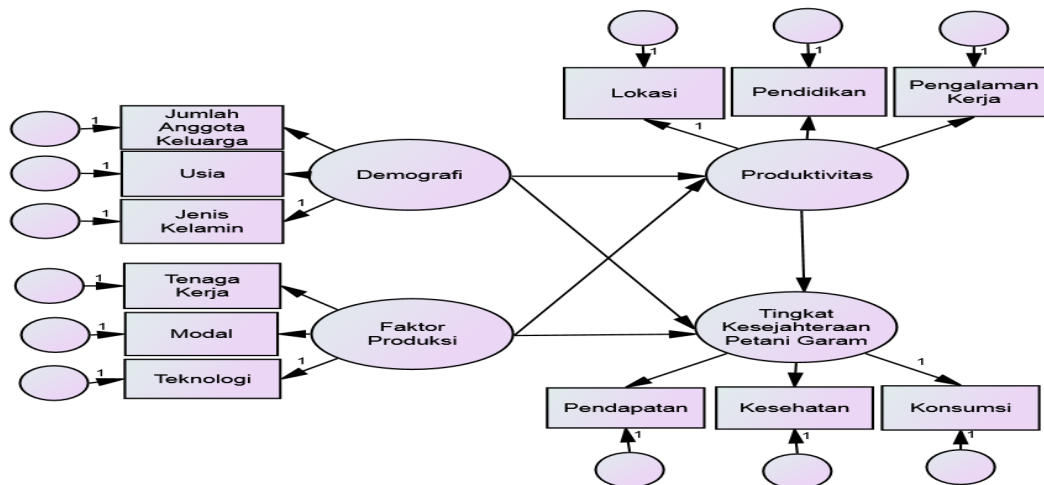 1
1
1
Lokasi
Pendidikan
Pengalaman
Kerja
1
1
Jumlah
Anggota
Keluarga
1
Usia
1
Jenis
Kelamin
1
Demografi
Produktivitas
1
Tenaga
Kerja
1
Modal
1
Teknologi
1
Faktor
Produksi
Tingkat
Kesejahteraan
Petani Garam
1
Pendapatan
Kesehatan
Konsumsi
1
1
1